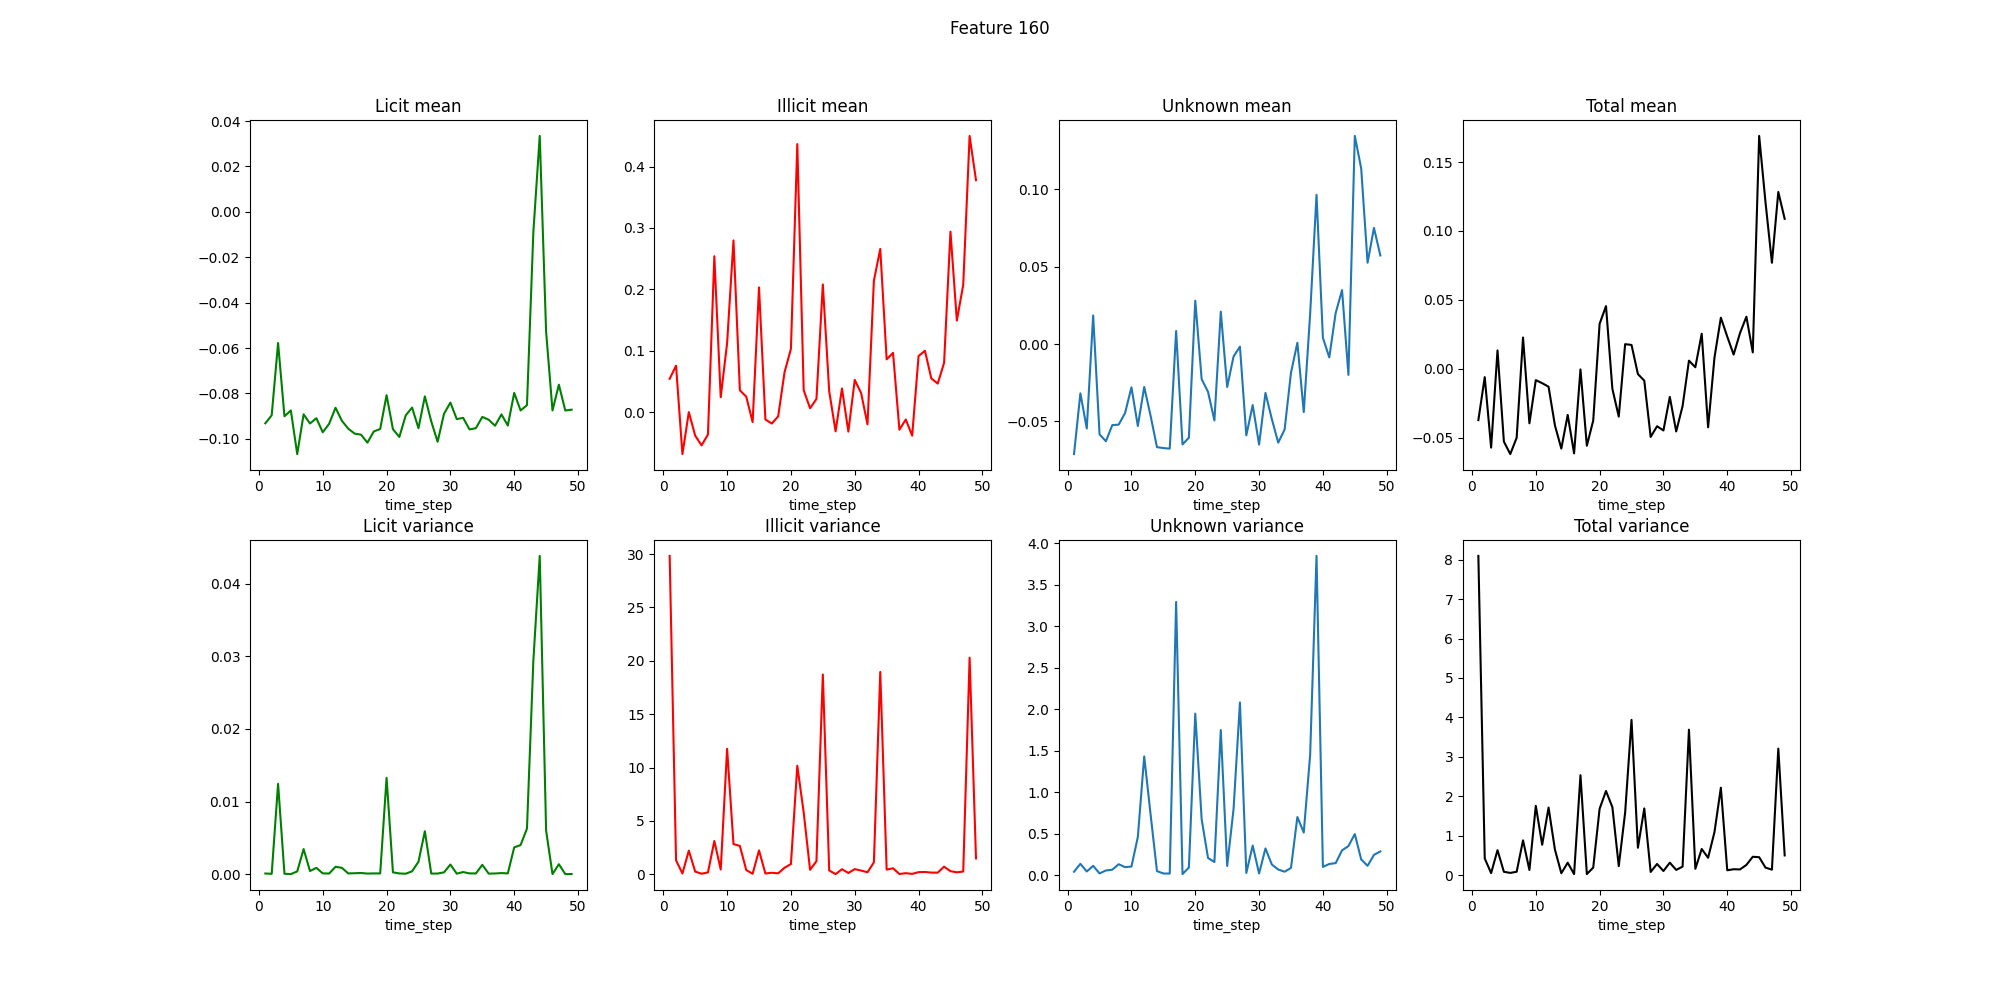 Feature 160
Licit mean
Illicit mean
Unknown mean
Total mean
0.04
0.02
0.00
−0.02
−0.04
−0.06
−0.08
−0.10
0.4
0.3
0.2
0.1
0.0
0.10
0.05
0.00
−0.05
0.15
0.10
0.05
0.00
−0.05
0 10 20 30 40 50
0 10 20 30 40 50
0 10 20 30 40 50
0 10 20 30 40 50
time_step
time_step
time_step
time_step
Licit variance
Illicit variance
Unknown variance
Total variance
0.04
0.03
0.02
0.01
0.00
30
25
20
15
10
5
0
4.0
3.5
3.0
2.5
2.0
1.5
1.0
0.5
0.0
8
7
6
5
4
3
2
1
0
0 10 20 30 40 50
0 10 20 30 40 50
0 10 20 30 40 50
0 10 20 30 40 50
time_step
time_step
time_step
time_step